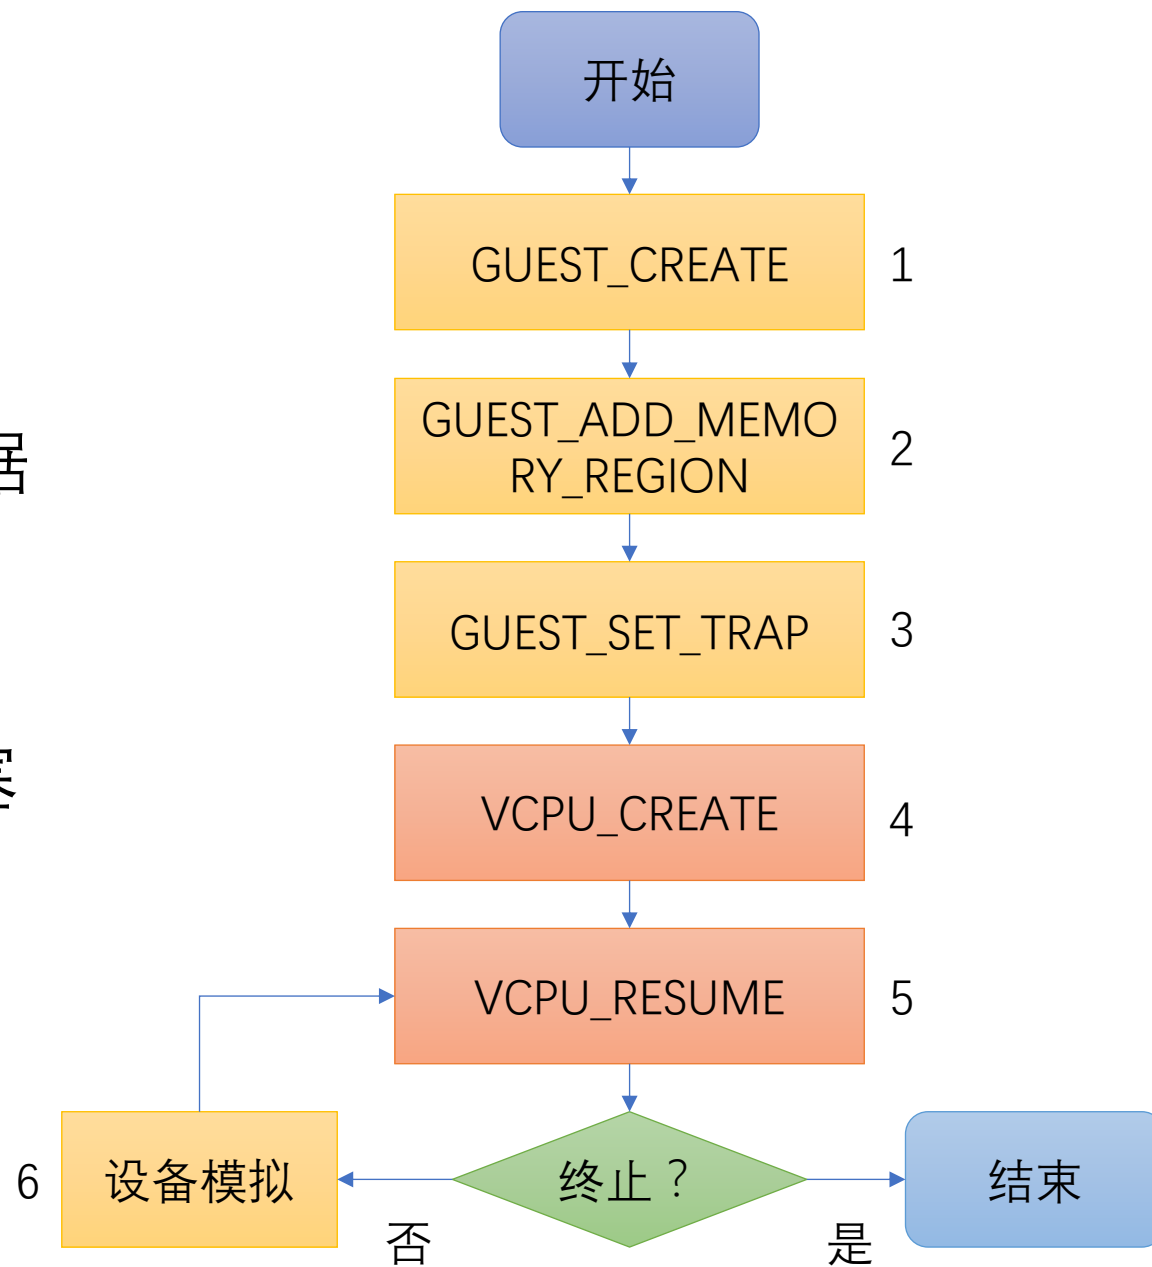 开始
GUEST_CREATE
1
GUEST_ADD_MEMO
RY_REGION
2
据
GUEST_SET_TRAP
3
VCPU_CREATE
4
VCPU_RESUME
5
6
设备模拟
终止？
结束
否
是